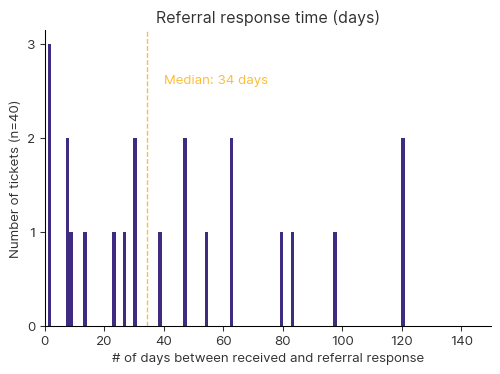 Referral response time (days)
3
Median: 34 days
2
1
0
Number of tickets (n=40)
0 20 40 60 80 100 120 140
# of days between received and referral response